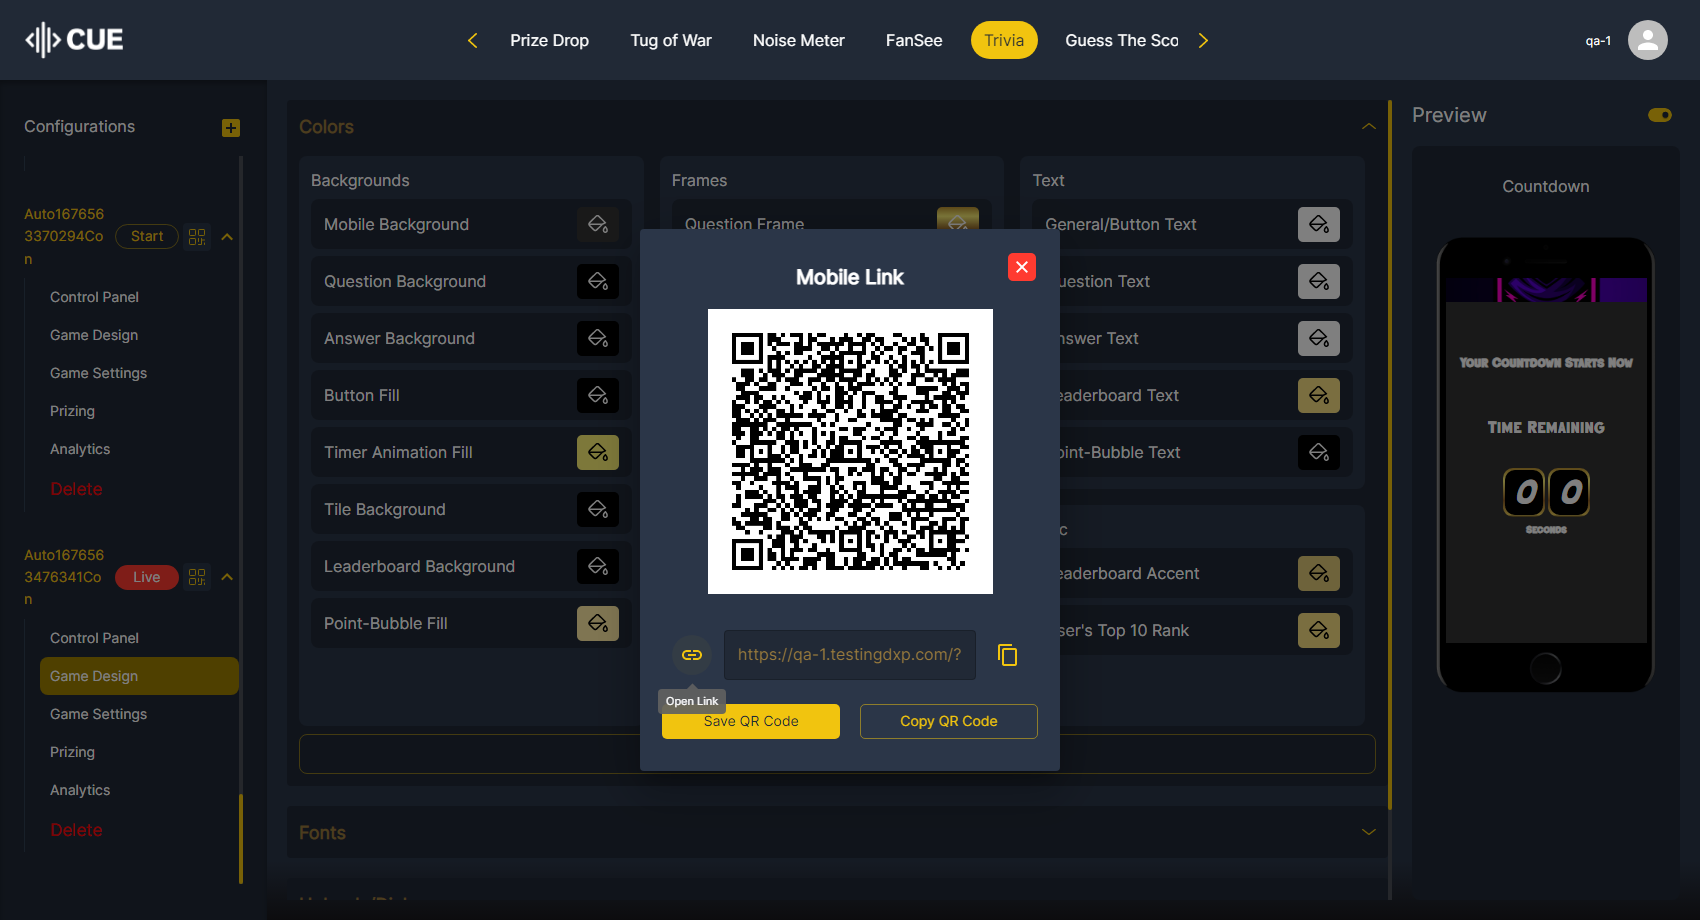 CUE
Prize Drop
Tug of War
Noise Meter
FanSee
Trivia
Guess The Sco
qa-1
Configurations
Auto167656
3370294Co
n
Start
Control Panel
Game Design
Game Settings
Prizing
Analytics
Delete
Auto167656
3476341Co
n
Live
Control Panel
Game Design
Game Settings
Prizing
Analytics
Delete
Colors
Backgrounds
Mobile Background
Question Background
Answer Background
Button Fill
Timer Animation Fill
Tile Background
Leaderboard Background
Point-Bubble Fill
Frames
Question Frame
Text
General/Button Text
uestion Text
nswer Text
eaderboard Text
oint-Bubble Text
c
eaderboard Accent
ser's Top 10 Rank
Fonts
Mobile Link
https://qa-1.testingdxp.com/?
Open Link
Save QR Code
Copy QR Code
Preview
Countdown
Your Countdown Starts Now
Time Remaining
0 0
Seconds